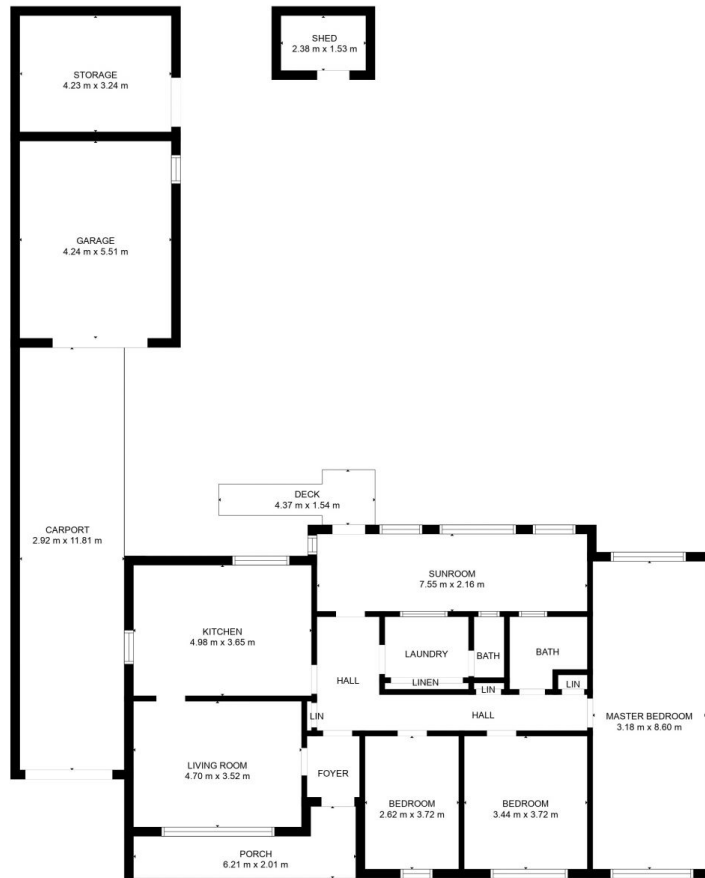 SHED
2.38 m x 1.53 m
STORAGE
4.23 m x 3.24 m
GARAGE
4.24 m x 5.51 m
DECK
4.37 m x 1.54 m
CARPORT
2.92 m x 11.81 m
SUNROOM
7.55 m x 2.16 m
KITCHEN
4.98 m x 3.65 m
LAUNDRY
BATH
BATH
HALL
LINEN
LIN
LIN
LIN
HALL
MASTER BEDROOM
3.18 m x 8.60 m
LIVING ROOM
4.70 m x 3.52 m
FOYER
BEDROOM
2.62 m x 3.72 m
BEDROOM
3.44 m x 3.72 m
PORCH
6.21 m x 2.01 m